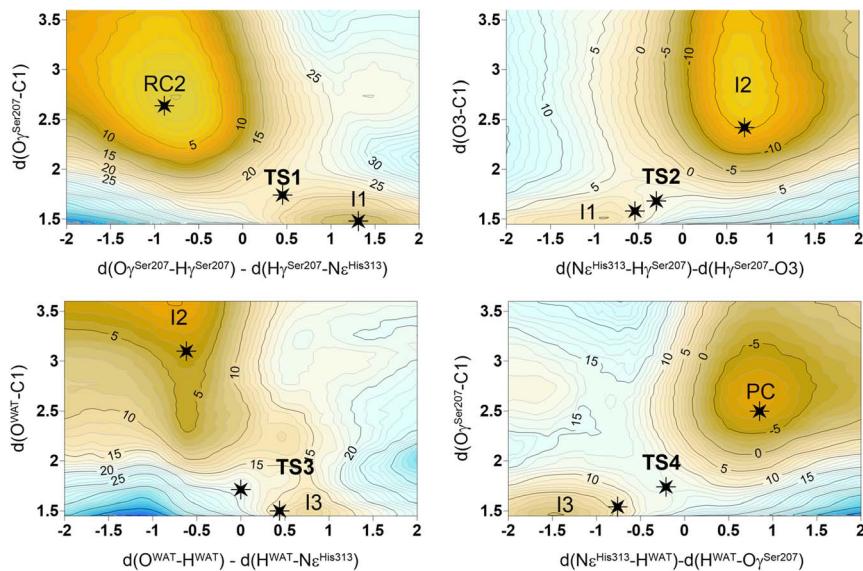 3.5
3
2.5
2
1.5
d(Oγ^Ser207-C1)
RC2
TS1
I1
5
10
10
15
15
20
20
25
25
25
25
30
-2 -1.5 -1 -0.5 0 0.5 1 1.5 2
d(Oγ^Ser207-Hγ^Ser207) - d(Hγ^Ser207-Nε^His313)
3.5
3
2.5
2
1.5
d(O3-C1)
I2
TS2
I1
10
5
0
-5
-10
-10
-5
0
5
5
-2 -1.5 -1 -0.5 0 0.5 1 1.5 2
d(Nε^His313-Hγ^Ser207)-d(Hγ^Ser207-O3)
3.5
3
2.5
2
1.5
d(O^WAT-C1)
I2
TS3
I3
5
5
10
10
15
15
15
20
20
25
-2 -1.5 -1 -0.5 0 0.5 1 1.5 2
d(O^WAT-H^WAT) - d(H^WAT-Nε^His313)
3.5
3
2.5
2
1.5
d(Oγ^Ser207-C1)
PC
TS4
I3
15
15
10
5
0
-5
-5
0
5
10
10
15
-2 -1.5 -1 -0.5 0 0.5 1 1.5 2
d(Nε^His313-H^WAT)-d(H^WAT-Oγ^Ser207)